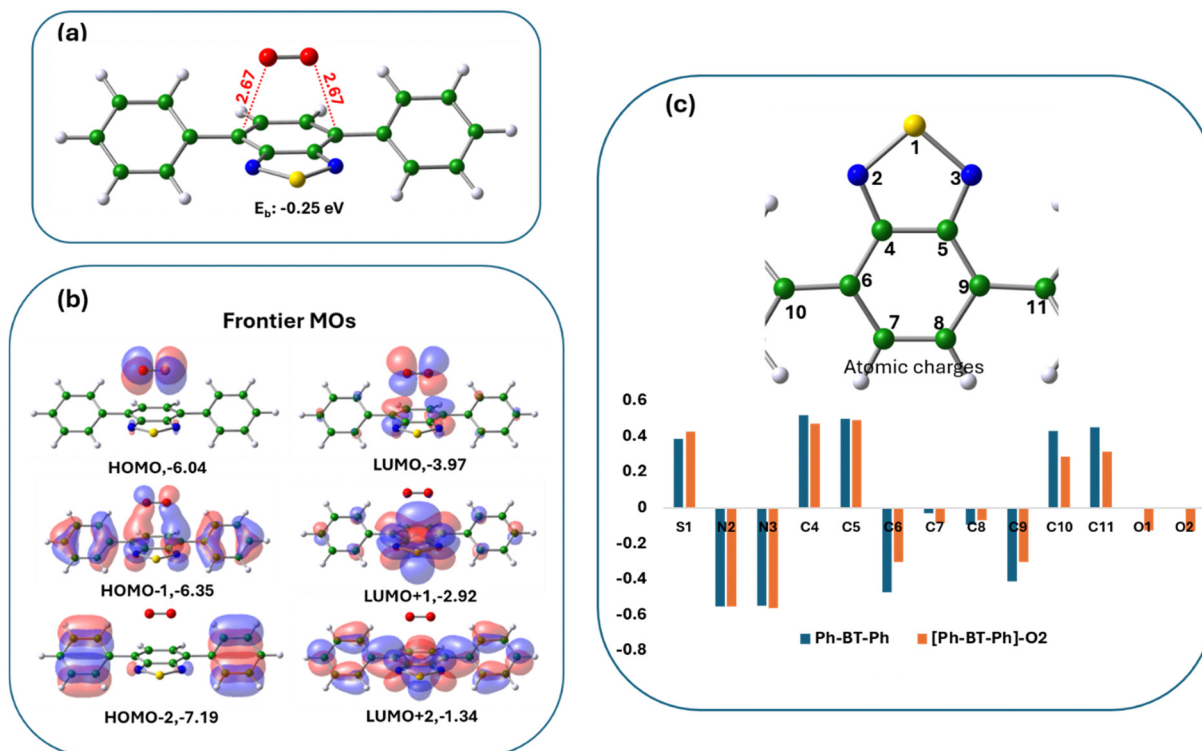 (a)
2.67
2.67
E_b: -0.25 eV
(b)
Frontier MOs
HOMO,-6.04
LUMO,-3.97
HOMO-1,-6.35
LUMO+1,-2.92
HOMO-2,-7.19
LUMO+2,-1.34
(c)
1
2
3
4
5
6
9
10
7
8
11
Atomic charges
0.6
0.4
0.2
0
-0.2
-0.4
-0.6
-0.8
S1 N2 N3 C4 C5 C6 C7 C8 C9 C10 C11 O1 O2
Ph-BT-Ph [Ph-BT-Ph]-O2